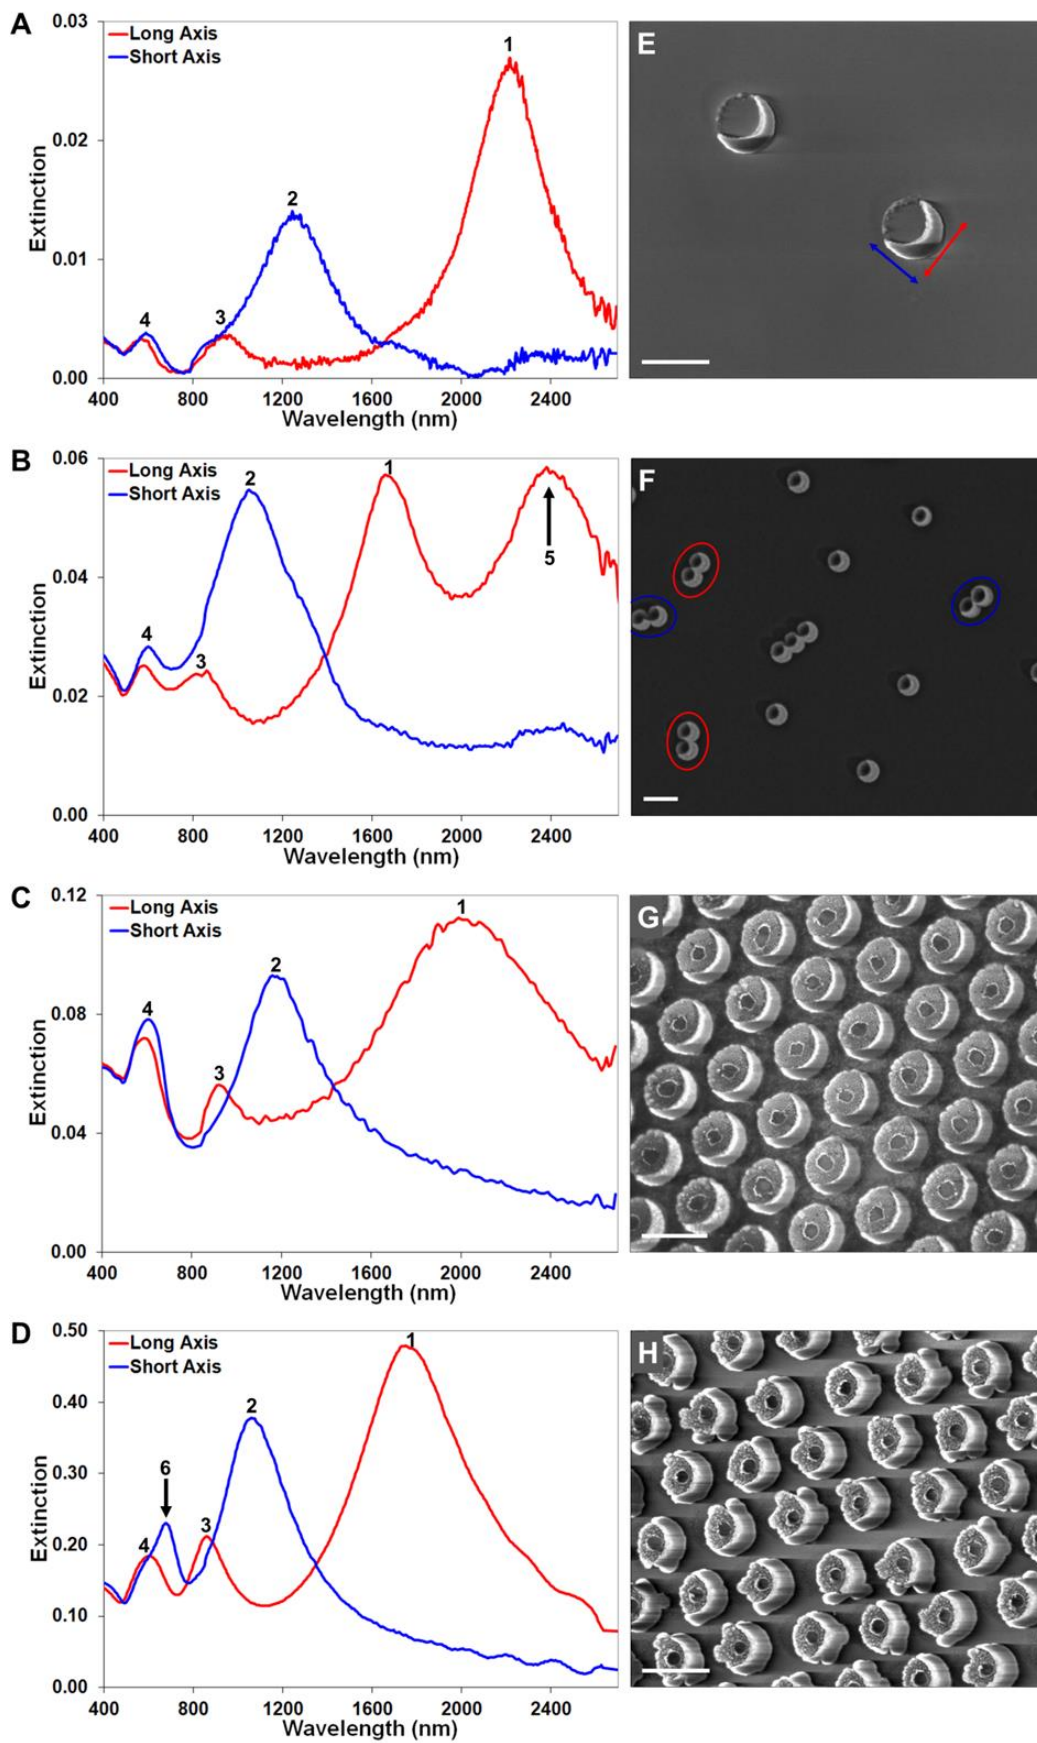 A
0.03
0.02
0.01
0.00
Extinction
Long Axis
Short Axis
1
2
3
4
400 800 1200 1600 2000 2400
Wavelength (nm)
E
B
0.06
0.04
0.02
0.00
Extinction
Long Axis
Short Axis
2
1
5
4
3
400 800 1200 1600 2000 2400
Wavelength (nm)
F
C
0.12
0.08
0.04
0.00
Extinction
Long Axis
Short Axis
1
2
4
3
400 800 1200 1600 2000 2400
Wavelength (nm)
G
D
0.50
0.40
0.30
0.20
0.10
0.00
Extinction
Long Axis
Short Axis
1
2
6
3
4
400 800 1200 1600 2000 2400
Wavelength (nm)
H